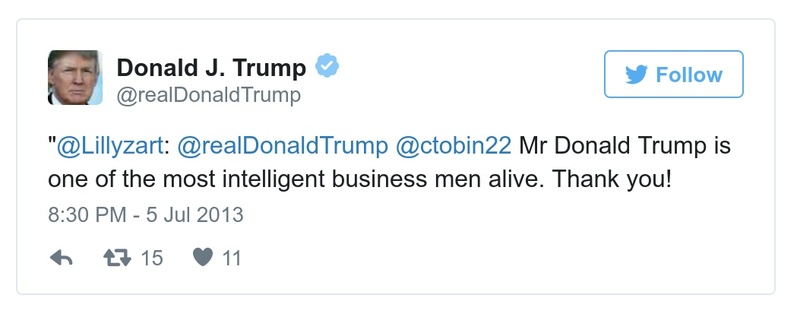 Donald J. Trump
@realDonaldTrump
Follow
"@Lillyzart: @realDonaldTrump @ctobin22 Mr Donald Trump is
one of the most intelligent business men alive. Thank you!
8:30 PM - 5 Jul 2013
15 11